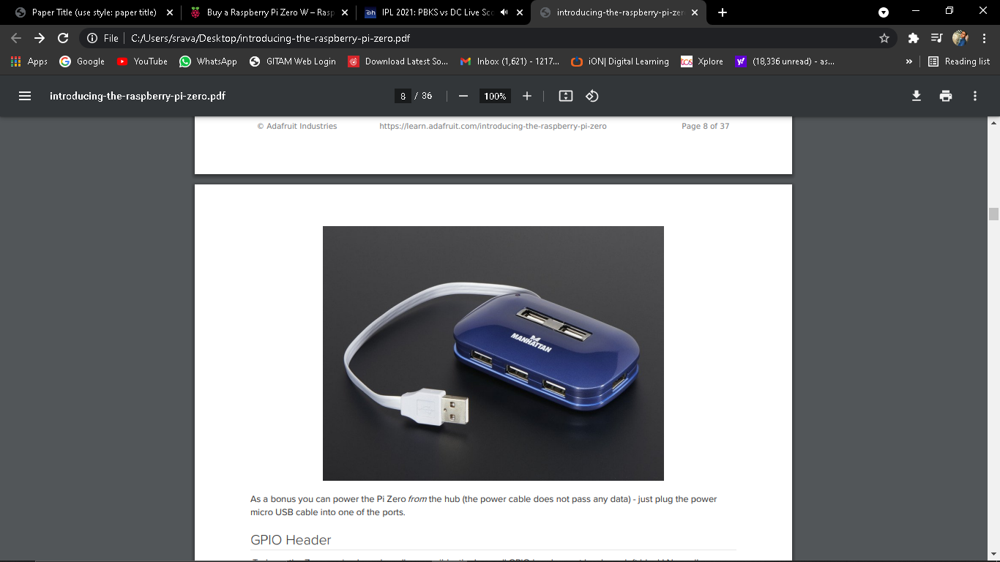 Paper Title (use style: paper title)
Buy a Raspberry Pi Zero W – Rasp
IPL 2021: PBKS vs DC Live Sco
introducing-the-raspberry-pi-zer
File
C:/Users/srava/Desktop/introducing-the-raspberry-pi-zero.pdf
Apps
Google
YouTube
WhatsApp
GITAM Web Login
Download Latest So...
Inbox (1,621) - 1217...
iON| Digital Learning
Xplore
(18,336 unread) - as...
»
Reading list
introducing-the-raspberry-pi-zero.pdf
8 / 36
100%
© Adafruit Industries
https://learn.adafruit.com/introducing-the-raspberry-pi-zero
Page 8 of 37
MANHATTAN
As a bonus you can power the Pi Zero from the hub (the power cable does not pass any data) - just plug the power
micro USB cable into one of the ports.
GPIO Header